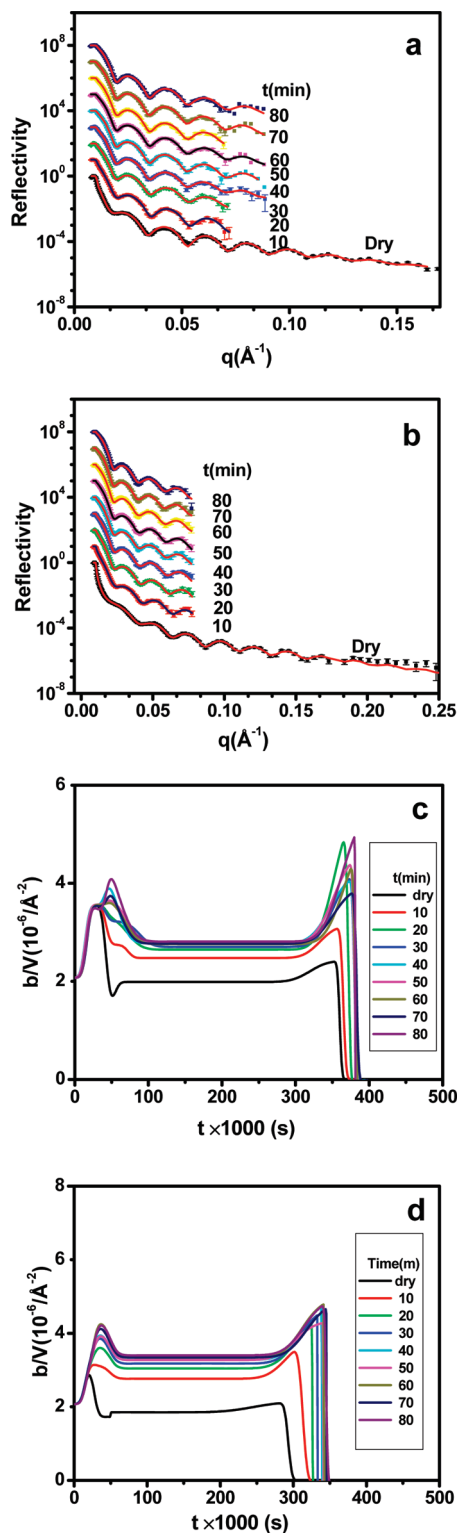 a
t(min)
10^8
80
10^4
70
60
10^0
50
40
30
20
10^-4
10
Dry
10^-8
0.00 0.05 0.10 0.15
Reflectivity
q(Å^-1)
b
t(min)
10^8
80
10^4
70
60
50
10^0
40
30
20
10^-4
10
Dry
10^-8
0.00 0.05 0.10 0.15 0.20 0.25
Reflectivity
q(Å^-1)
c
6
t(min)
dry
10
4
20
30
40
50
2
60
70
80
0
0 100 200 300 400 500
b/V(10^-6/Å^-2)
t ×1000 (s)
d
8
Time(m)
dry
6
10
20
30
4
40
50
60
2
70
80
0
0 100 200 300 400 500
b/V(10^-6/Å^-2)
t ×1000 (s)